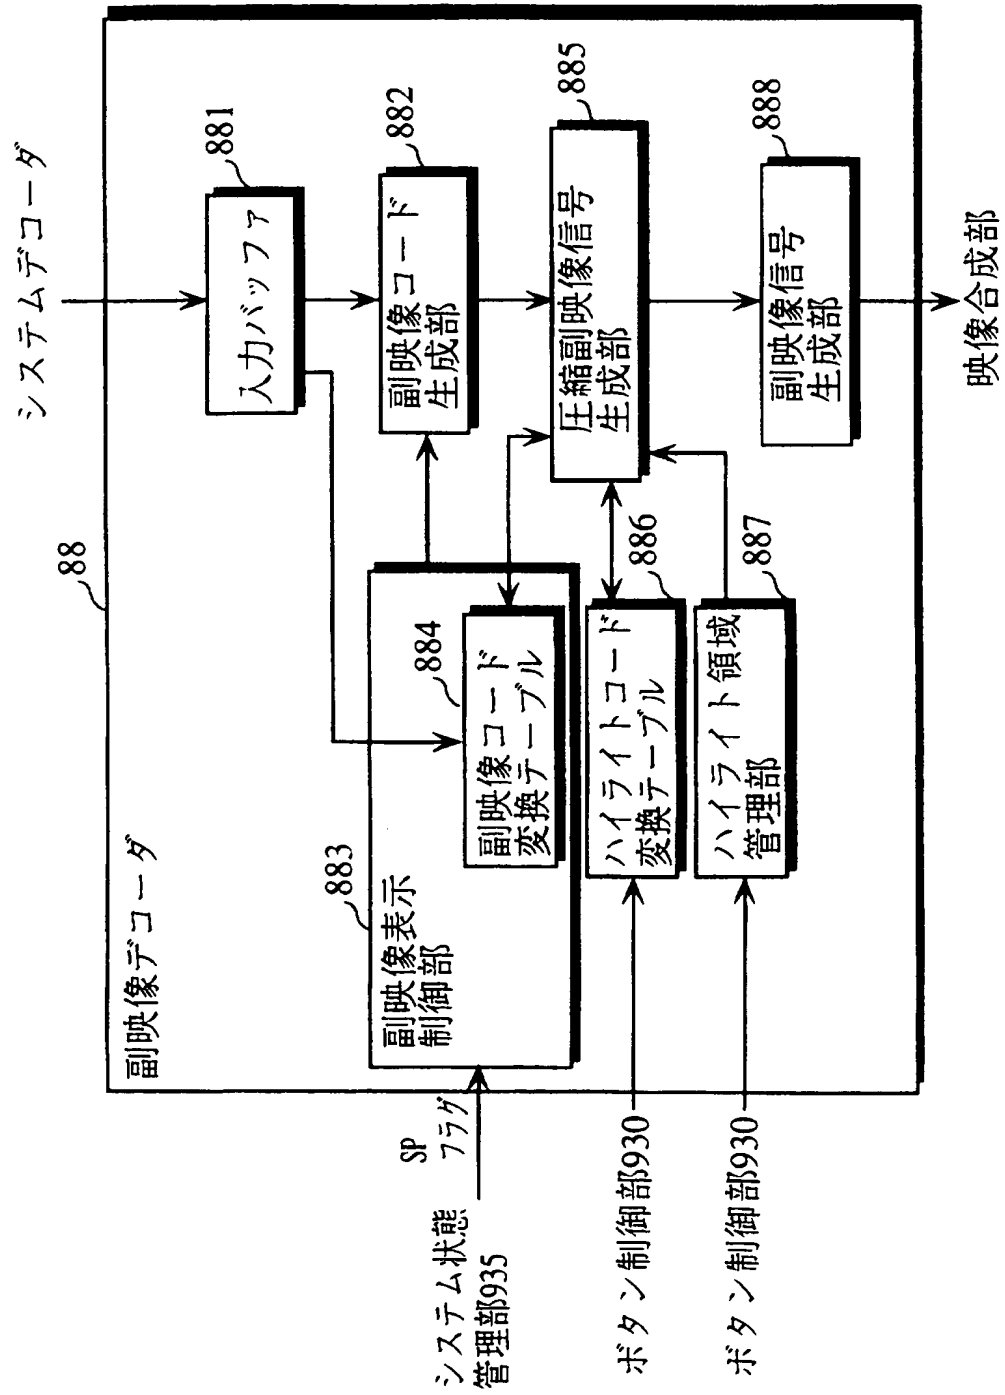 88
副映像デコーダ
システムデコーダ
881
入力バッファ
882
副映像コード
生成部
883
副映像表示
制御部
884
副映像コード
変換テーブル
885
圧縮副映像信号
生成部
886
ハイライトコード
変換テーブル
887
ハイライト領域
管理部
888
副映像信号
生成部
映像合成部
SP
フラグ
システム状態
管理部935
ボタン制御部930
ボタン制御部930